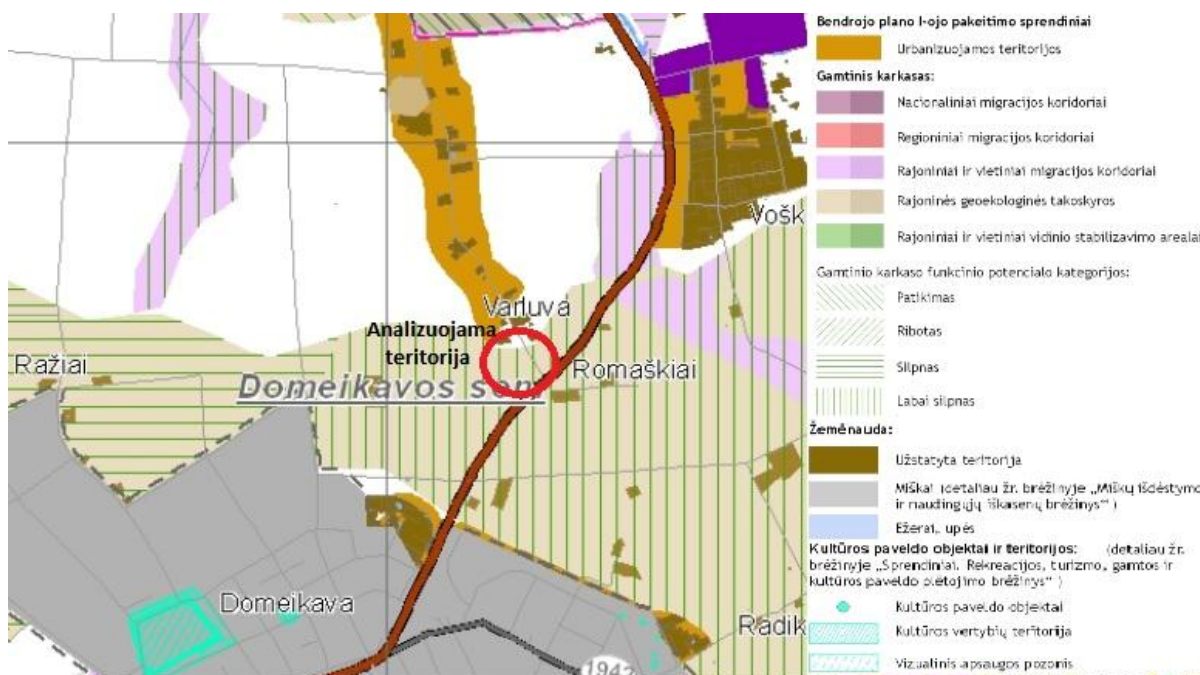 Varluva
Analizuojama
teritorija
Ražiai
Romaškiai
Domeikavos sen.
Domeikava
1942
Bendrojo plano I-ojo pakeitimo sprendiniai
Urbanizuojamos teritorijos
Gamtinis karkasas:
Nacionaliniai migracijos koridoriai
Regioniniai migracijos koridoriai
Rajoniniai ir vietiniai migracijos koridoriai
Rajoninės geoekologinės takoskyros
Rajoniniai ir vietiniai vidinio stabilizavimo arealai
Gamtinio karkaso funkcinio potencialo kategorijos:
Patikimas
Ribotas
Silpnas
Labai silpnas
Žemėnauda:
Užstatyta teritorija
Miškai (detaliau žr. brėžinyje „Miškų išdėstymo
ir naudingųjų iškasenų brėžinys“ )
Ežerai, upės
Kultūros paveldo objektai ir teritorijos: (detaliau žr.
brėžinyje „Sprendiniai. Rekreacijos, turizmo, gamtos ir
kultūros paveldo plėtojimo brėžinys“ )
Kultūros paveldo objektai
Kultūros vertybių teritorija
Vizualinis apsaugos pozonis
Vošk
Radik